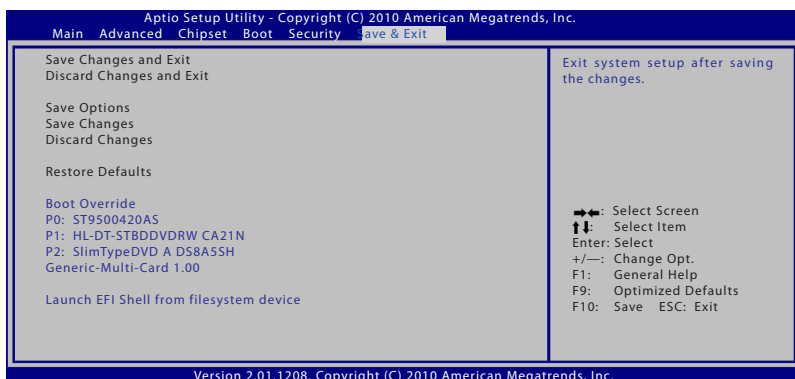 Aptio Setup Utility - Copyright (C) 2010 American Megatrends, Inc.
Main Advanced Chipset Boot Security Save & Exit
Save Changes and Exit
Discard Changes and Exit
Save Options
Save Changes
Discard Changes
Restore Defaults
Boot Override
P0: ST9500420AS
P1: HL-DT-STBDDVDRW CA21N
P2: SlimTypeDVD A DS8A5SH
Generic-Multi-Card 1.00
Launch EFI Shell from filesystem device
Exit system setup after saving
the changes.
→←: Select Screen
↑↓: Select Item
Enter: Select
+/—: Change Opt.
F1: General Help
F9: Optimized Defaults
F10: Save ESC: Exit
Version 2.01.1208. Copyright (C) 2010 American Megatrends, Inc.